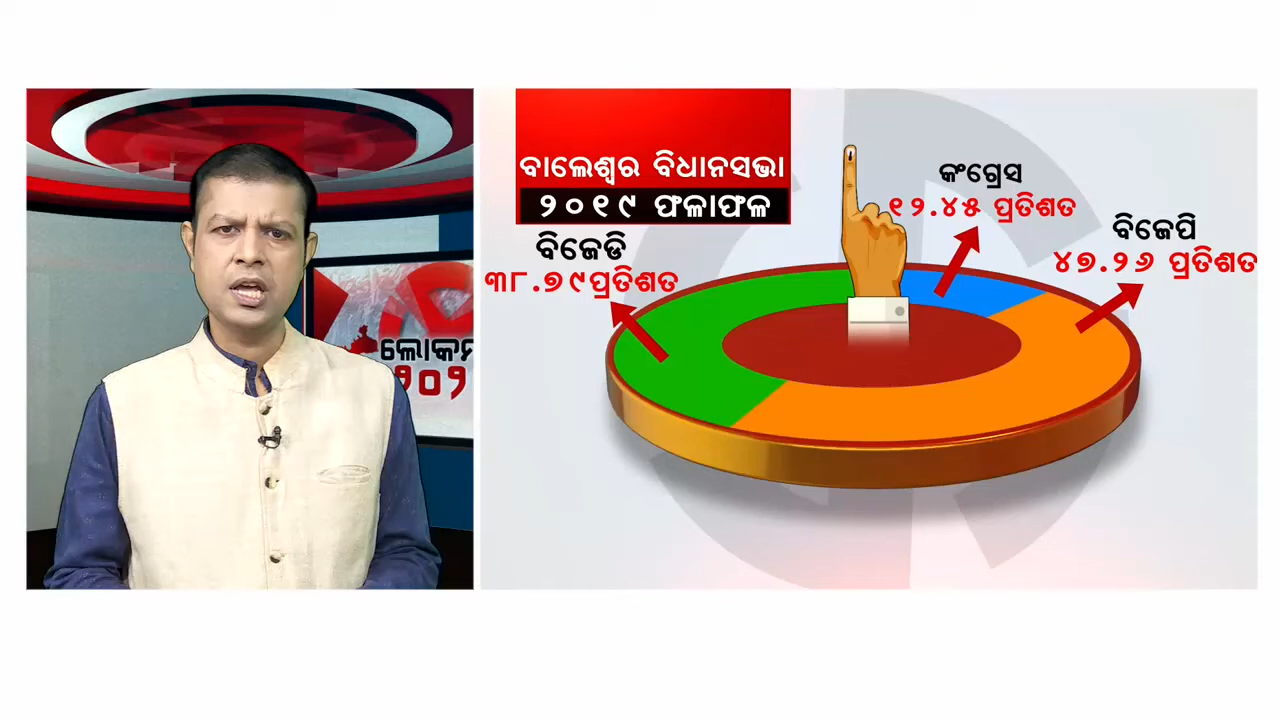 ବାଲେଶ୍ୱର ବିଧାନସଭା
୨୦୧୯ ଫଳାଫଳ
କଂଗ୍ରେସ
୧୨.୪୫ ପ୍ରତିଶତ
ବିଜେପି
୪୭.୨୬ ପ୍ରତିଶତ
ବିଜେଡି
୩୮.୭୯ପ୍ରତିଶତ